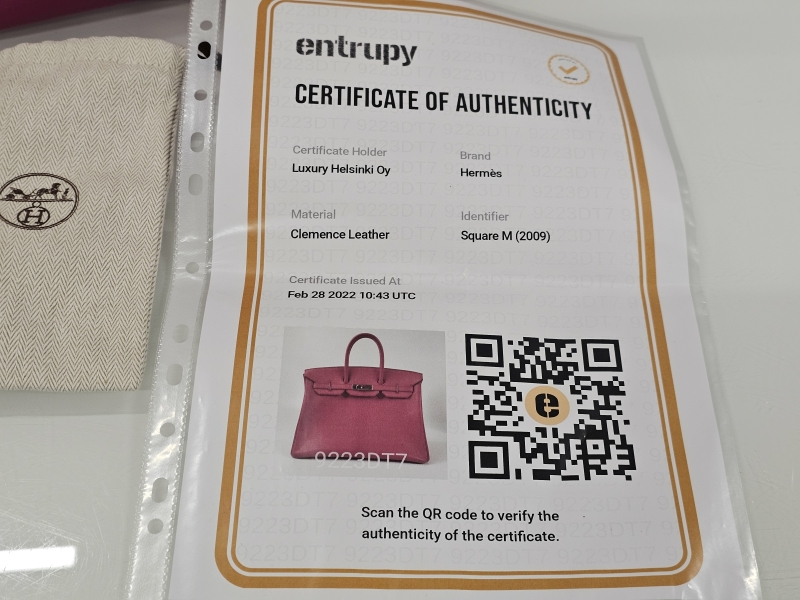 entrupy
CERTIFICATE OF AUTHENTICITY
Certificate Holder
Luxury Helsinki Oy
Brand
Hermès
Material
Clemence Leather
Identifier
Square M (2009)
Certificate Issued At
Feb 28 2022 10:43 UTC
9223DT7
e
Scan the QR code to verify the
authenticity of the certificate.
H